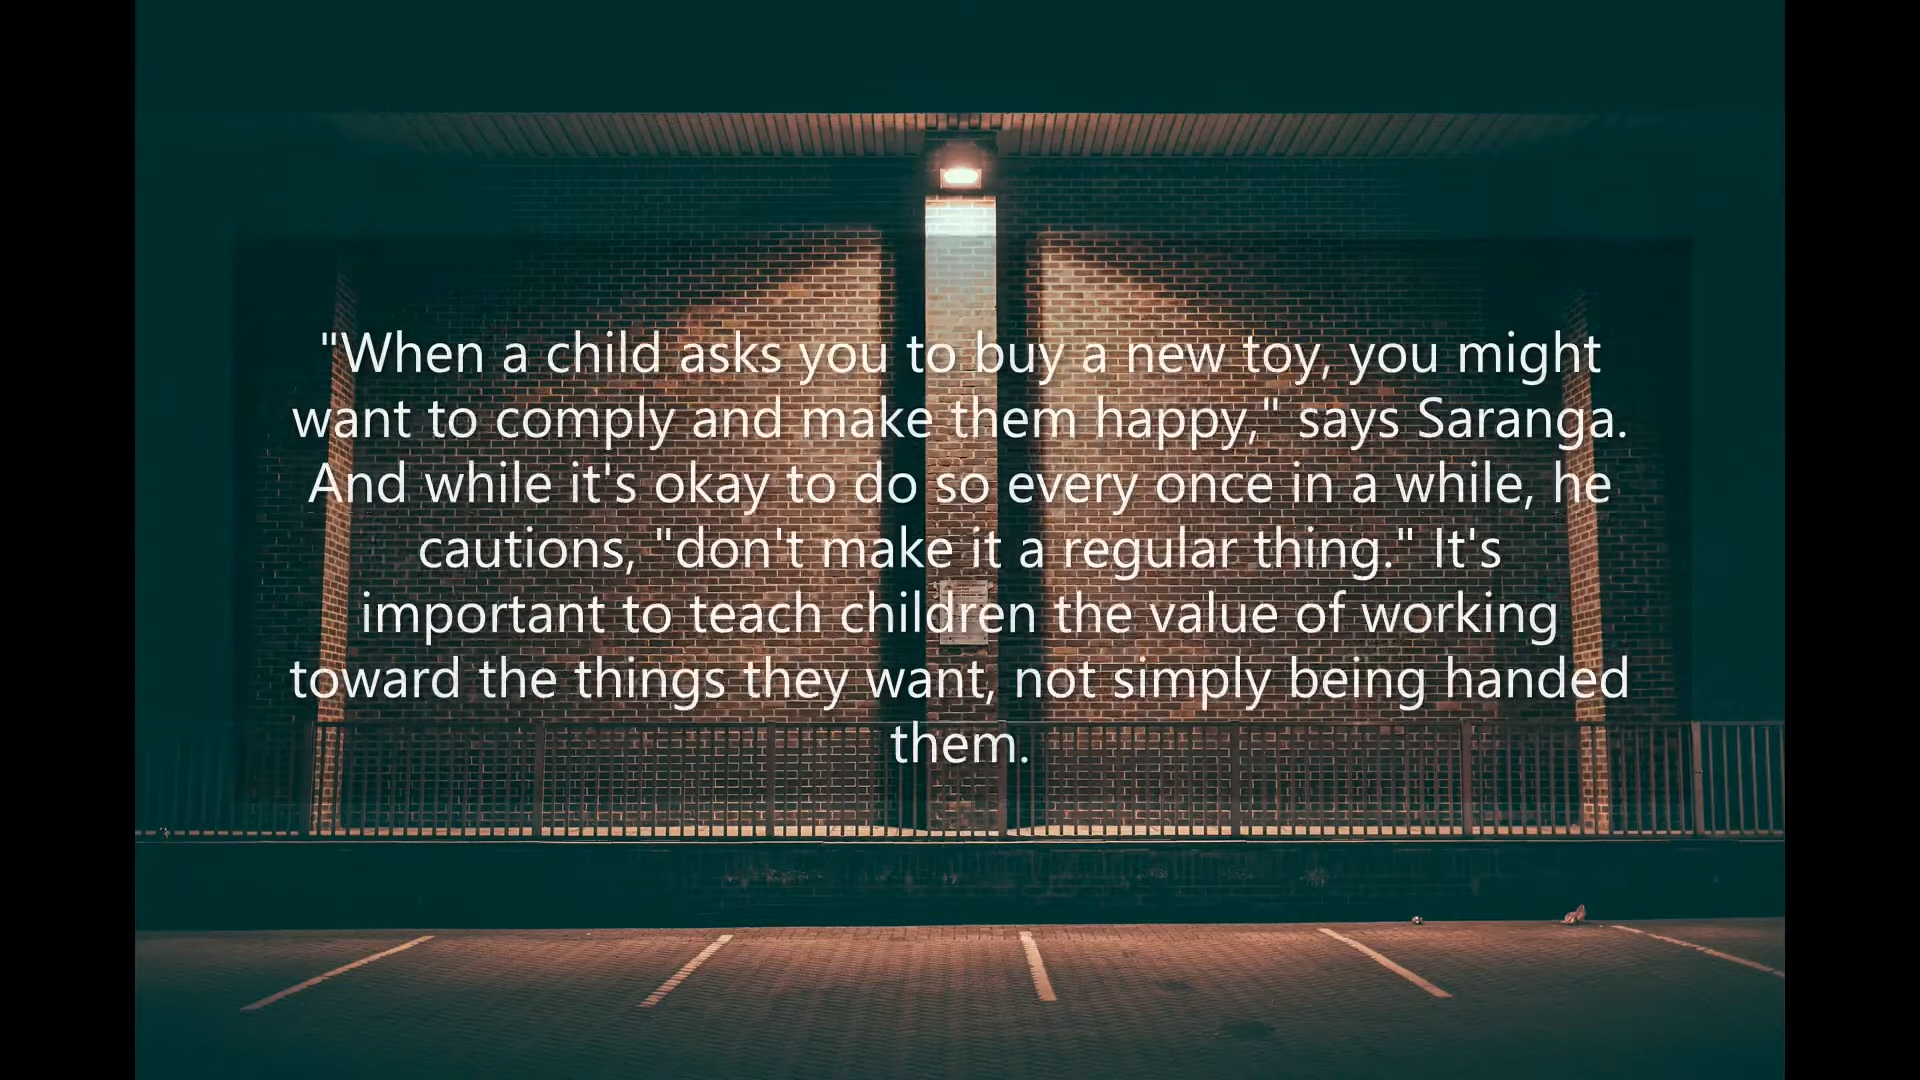 "When a child asks you to buy a new toy, you might
want to comply and make them happy," says Saranga.
And while it's okay to do so every once in a while, he
cautions, "don't make it a regular thing." It's
important to teach children the value of working
toward the things they want, not simply being handed
them.